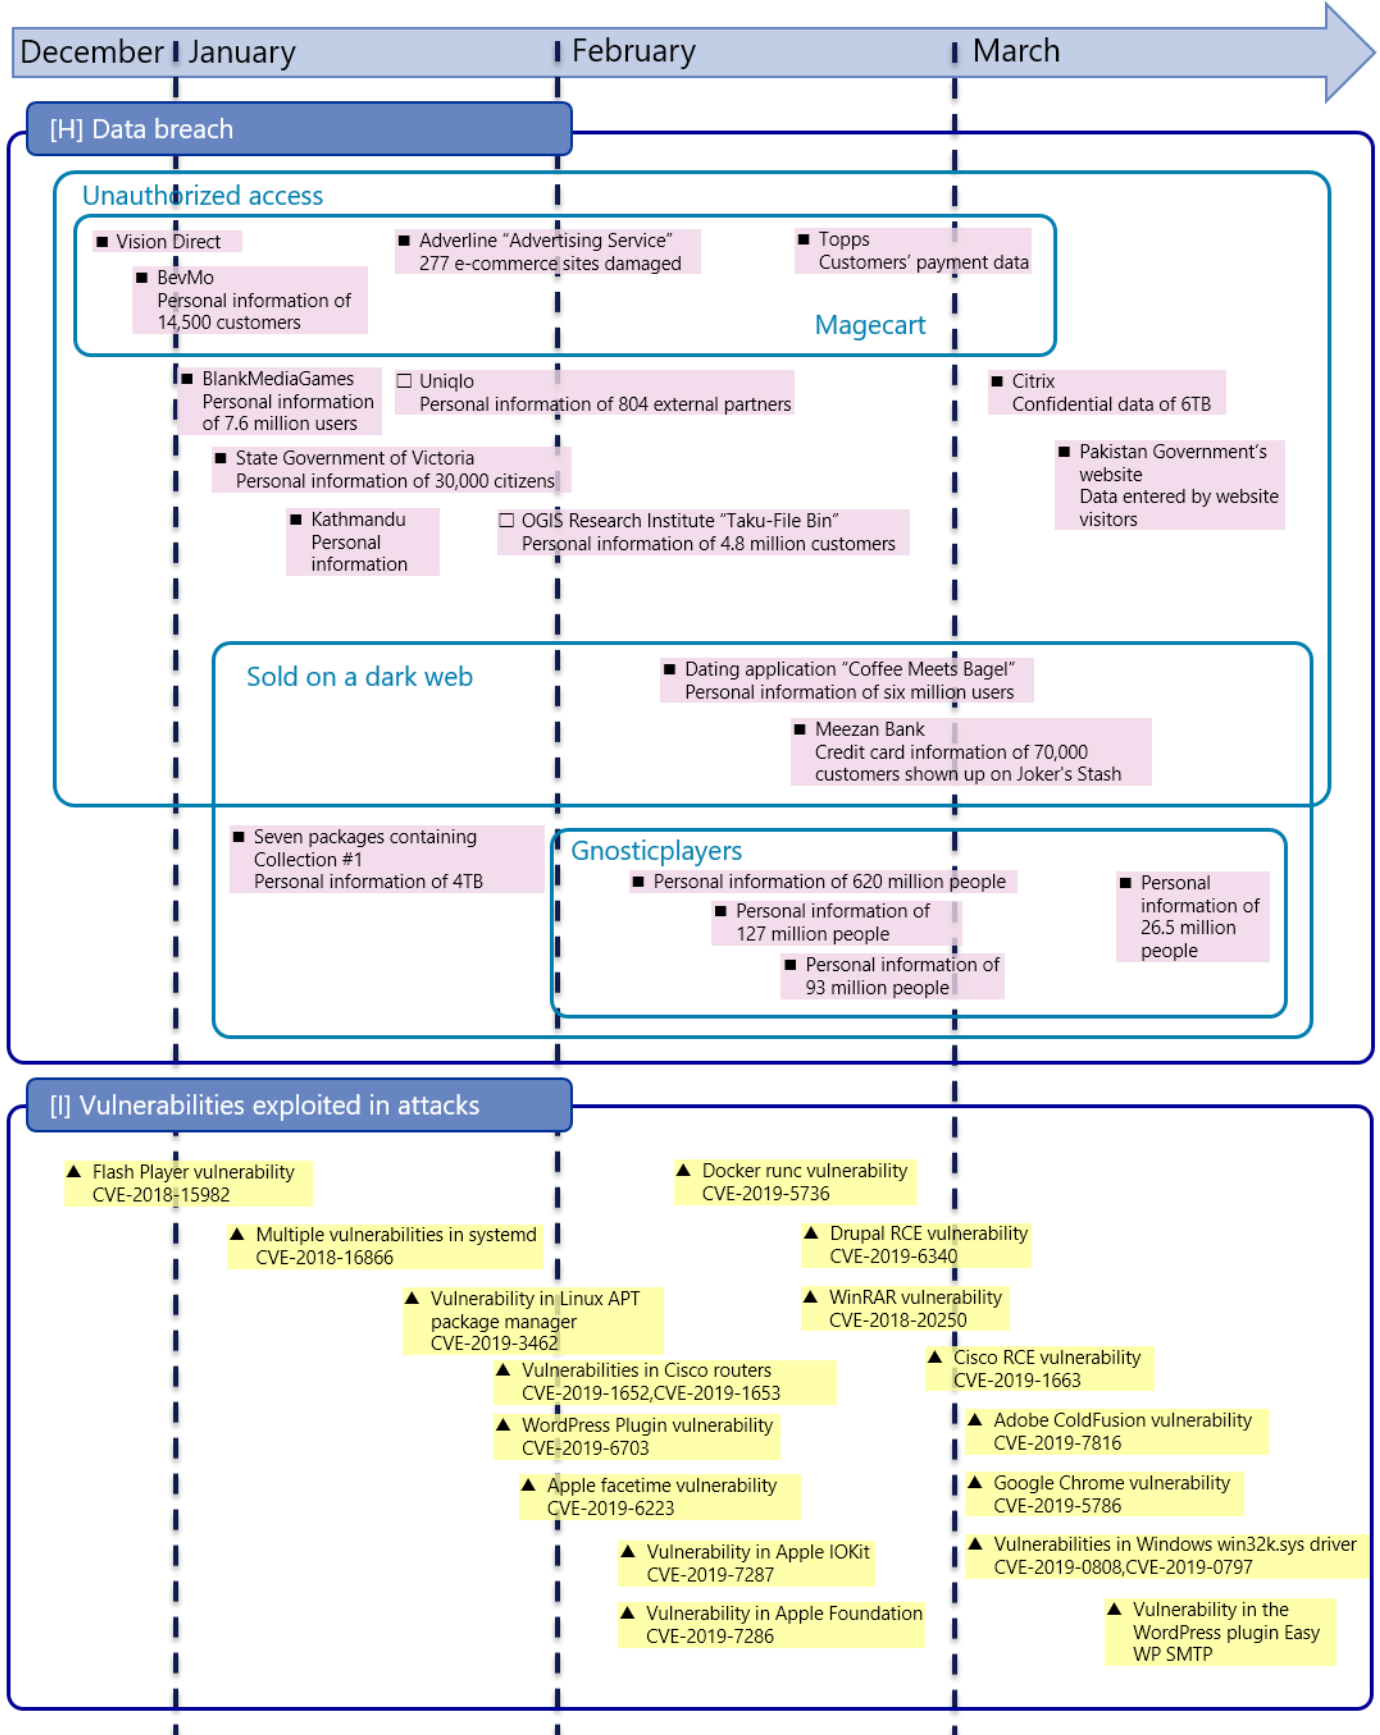 December
January
February
March
[H] Data breach
Unauthorized access
■ Vision Direct
■ BevMo
Personal information of
14,500 customers
■ Adverline “Advertising Service”
277 e-commerce sites damaged
■ Topps
Customers’ payment data
Magecart
■ BlankMediaGames
Personal information
of 7.6 million users
□ Uniqlo
Personal information of 804 external partners
■ Citrix
Confidential data of 6TB
■ State Government of Victoria
Personal information of 30,000 citizens
■ Pakistan Government’s
website
Data entered by website
visitors
■ Kathmandu
Personal
information
□ OGIS Research Institute “Taku-File Bin”
Personal information of 4.8 million customers
Sold on a dark web
■ Dating application “Coffee Meets Bagel”
Personal information of six million users
■ Meezan Bank
Credit card information of 70,000
customers shown up on Joker's Stash
■ Seven packages containing
Collection #1
Personal information of 4TB
Gnosticplayers
■ Personal information of 620 million people
■ Personal information of
127 million people
■ Personal information of
93 million people
■ Personal
information of
26.5 million
people
[I] Vulnerabilities exploited in attacks
▲ Flash Player vulnerability
CVE-2018-15982
▲ Multiple vulnerabilities in systemd
CVE-2018-16866
▲ Vulnerability in Linux APT
package manager
CVE-2019-3462
▲ Vulnerabilities in Cisco routers
CVE-2019-1652,CVE-2019-1653
▲ WordPress Plugin vulnerability
CVE-2019-6703
▲ Apple facetime vulnerability
CVE-2019-6223
▲ Vulnerability in Apple IOKit
CVE-2019-7287
▲ Vulnerability in Apple Foundation
CVE-2019-7286
▲ Docker runc vulnerability
CVE-2019-5736
▲ Drupal RCE vulnerability
CVE-2019-6340
▲ WinRAR vulnerability
CVE-2018-20250
▲ Cisco RCE vulnerability
CVE-2019-1663
▲ Adobe ColdFusion vulnerability
CVE-2019-7816
▲ Google Chrome vulnerability
CVE-2019-5786
▲ Vulnerabilities in Windows win32k.sys driver
CVE-2019-0808,CVE-2019-0797
▲ Vulnerability in the
WordPress plugin Easy
WP SMTP